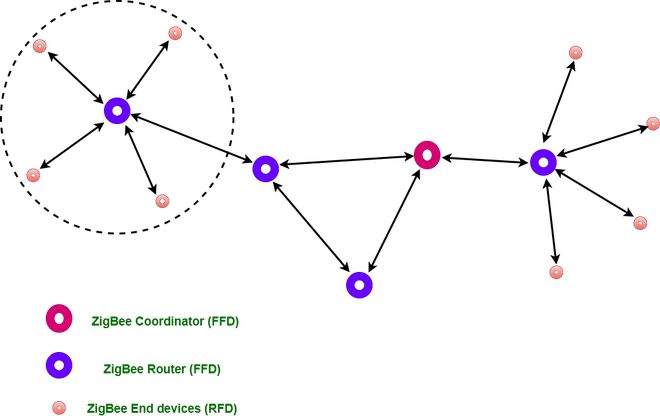 ZigBee Coordinator (FFD)
ZigBee Router (FFD)
ZigBee End devices (RFD)